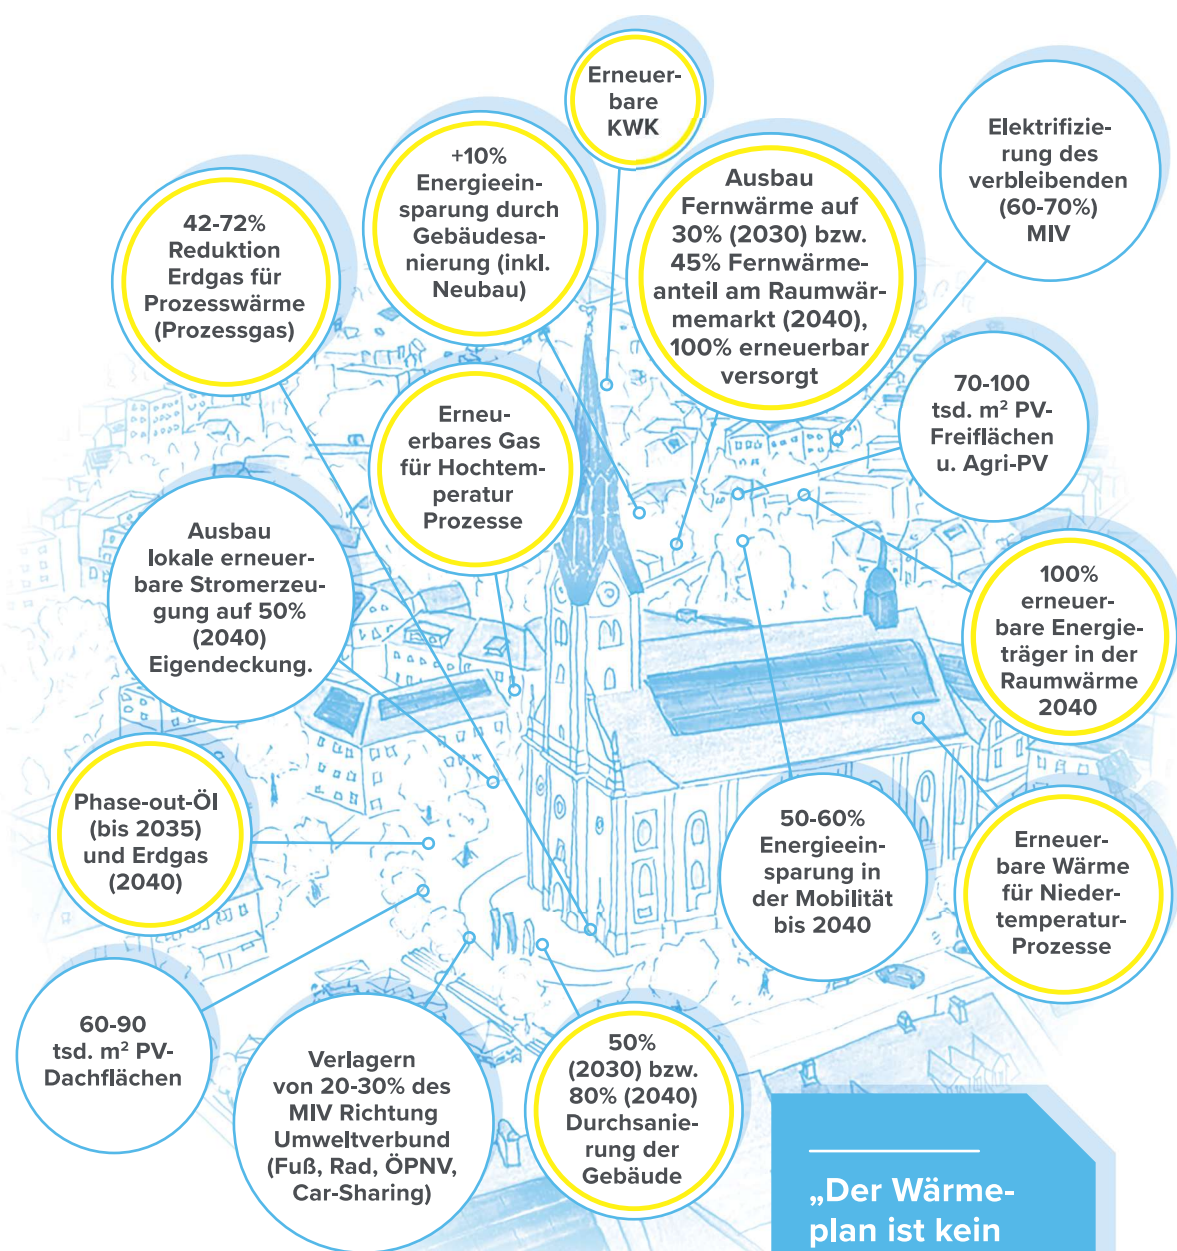 Erneuer-
bare
KWK
+10%
Energieein-
sparung durch
Gebäudesa-
nierung (inkl.
Neubau)
Ausbau
Fernwärme auf
30% (2030) bzw.
45% Fernwärme-
anteil am Raumwär-
memarkt (2040),
100% erneuerbar
versorgt
Elektrifizie-
rung des
verbleibenden
(60-70%)
MIV
42-72%
Reduktion
Erdgas für
Prozesswärme
(Prozessgas)
Erneu-
erbares Gas
für Hochtem-
peratur
Prozesse
70-100
tsd. m² PV-
Freiflächen
u. Agri-PV
Ausbau
lokale erneuer-
bare Stromerzeu-
gung auf 50%
(2040)
Eigendeckung.
100%
erneuer-
bare Energie-
träger in der
Raumwärme
2040
Phase-out-Öl
(bis 2035)
und Erdgas
(2040)
50-60%
Energieein-
sparung in
der Mobilität
bis 2040
Erneuer-
bare Wärme
für Nieder-
temperatur-
Prozesse
60-90
tsd. m² PV-
Dachflächen
Verlagern
von 20-30% des
MIV Richtung
Umweltverbund
(Fuß, Rad, ÖPNV,
Car-Sharing)
50%
(2030) bzw.
80% (2040)
Durchsanie-
rung der
Gebäude
„Der Wärme-
plan ist kein